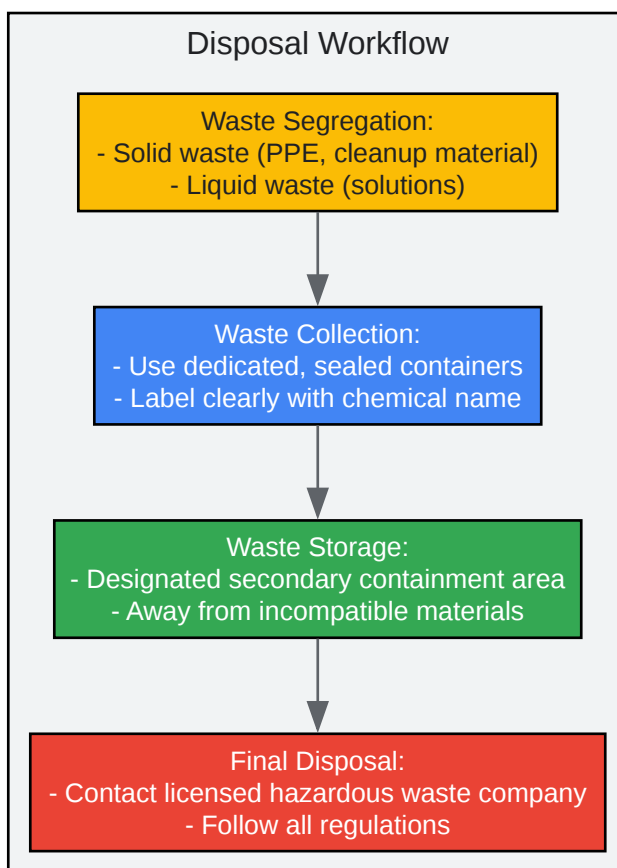 Disposal Workflow
Waste Segregation:
- Solid waste (PPE, cleanup material)
- Liquid waste (solutions)
Waste Collection:
- Use dedicated, sealed containers
- Label clearly with chemical name
Waste Storage:
- Designated secondary containment area
- Away from incompatible materials
Final Disposal:
- Contact licensed hazardous waste company
- Follow all regulations